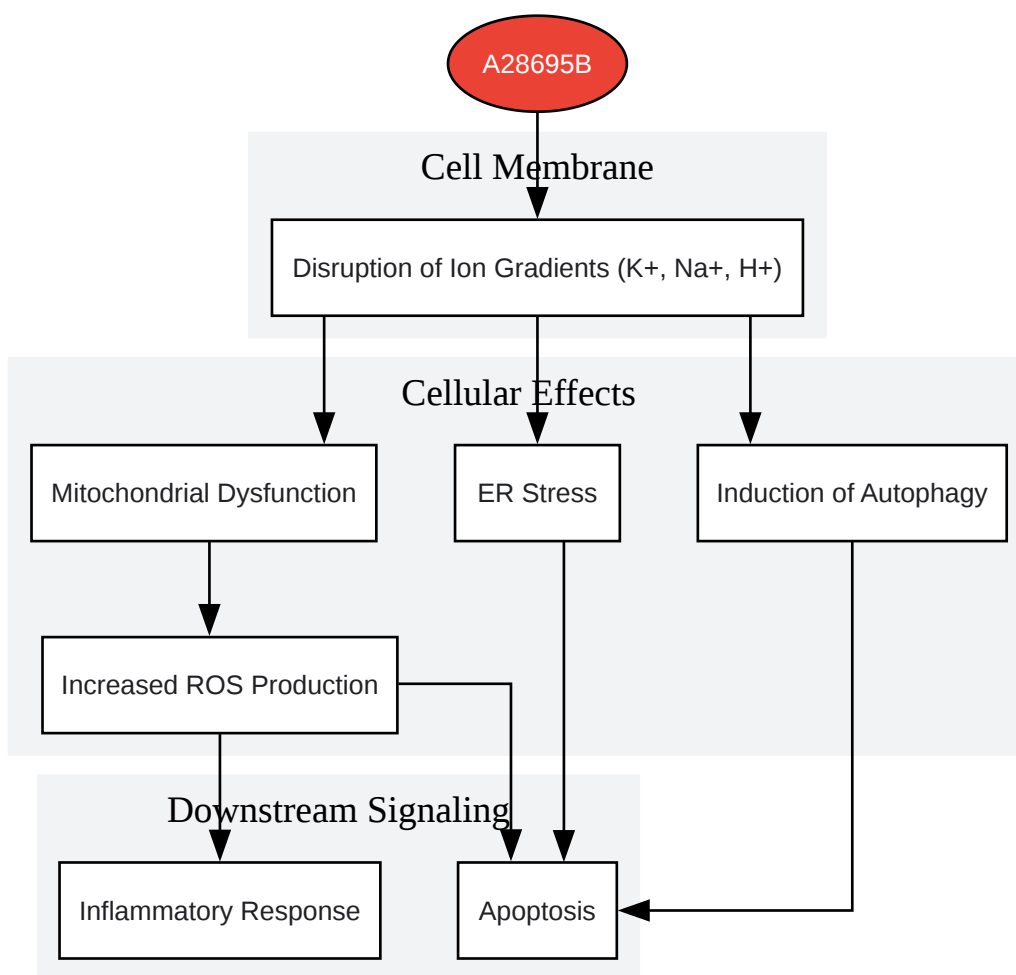 A28695B
Cell Membrane
Disruption of Ion Gradients (K+, Na+, H+)
Cellular Effects
Mitochondrial Dysfunction
ER Stress
Induction of Autophagy
Increased ROS Production
Downstream Signaling
Inflammatory Response
Apoptosis